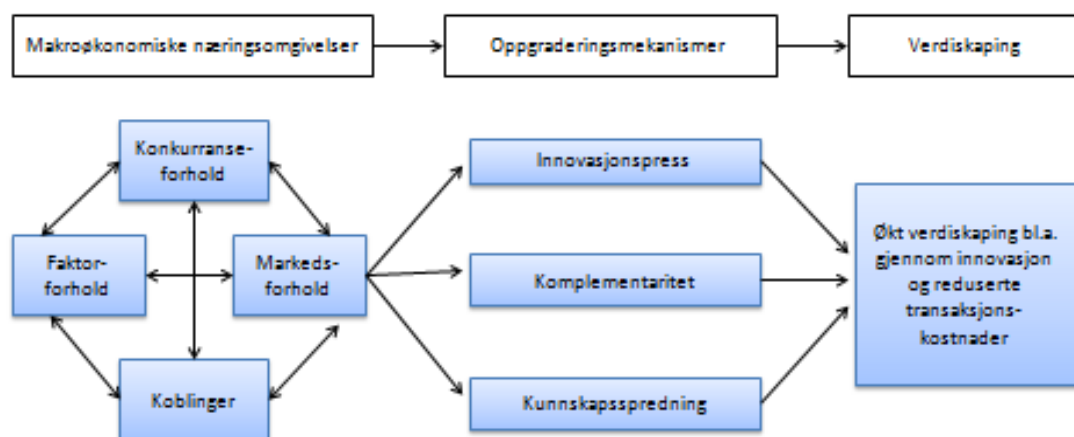 Makroøkonomiske næringsomgivelser
Oppgraderingsmekanismer
Verdiskaping
Konkurranse-
forhold
Faktor-
forhold
Markeds-
forhold
Koblinger
Innovasjonspress
Komplementaritet
Kunnskapsspredning
Økt verdiskaping bl.a.
gjennom innovasjon
og reduserte
transaksjons-
kostnader